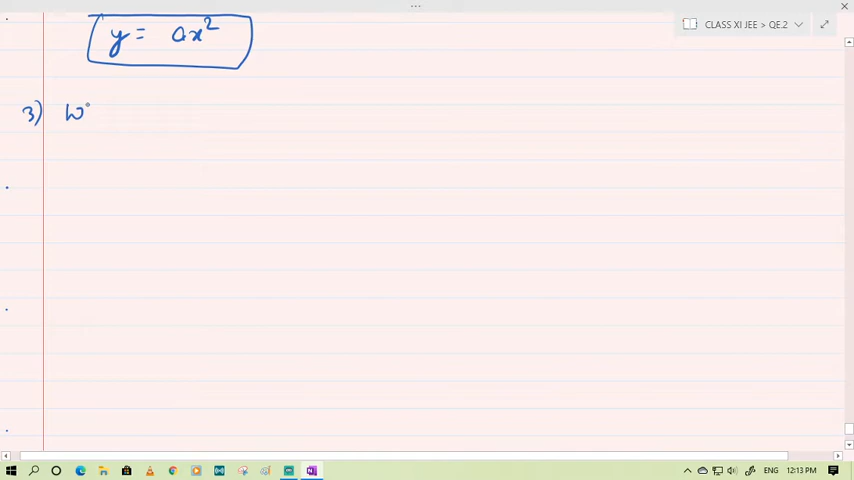 ...
CLASS XI JEE > QE.2
y = ax²
3) W
ENG 12:13 PM